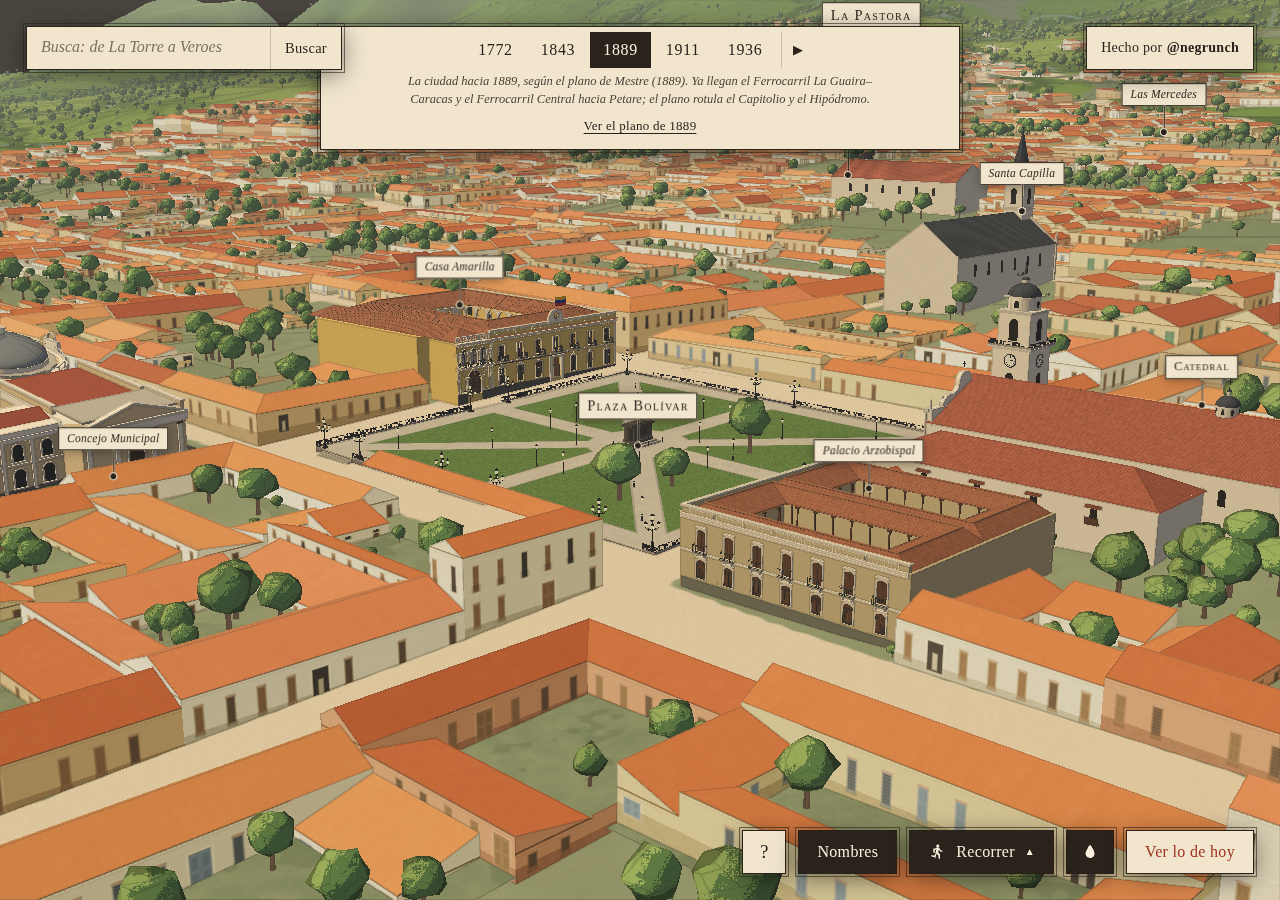 La Pastora
Busca: de La Torre a Veroes
Buscar
1772 1843 1889 1911 1936
La ciudad hacia 1889, según el plano de Mestre (1889). Ya llegan el Ferrocarril La Guaira–
Caracas y el Ferrocarril Central hacia Petare; el plano rotula el Capitolio y el Hipódromo.
Ver el plano de 1889
Hecho por @negrunch
Las Mercedes
Santa Capilla
Casa Amarilla
Catedral
Plaza Bolívar
Concejo Municipal
Palacio Arzobispal
?
Nombres
Recorrer
Ver lo de hoy